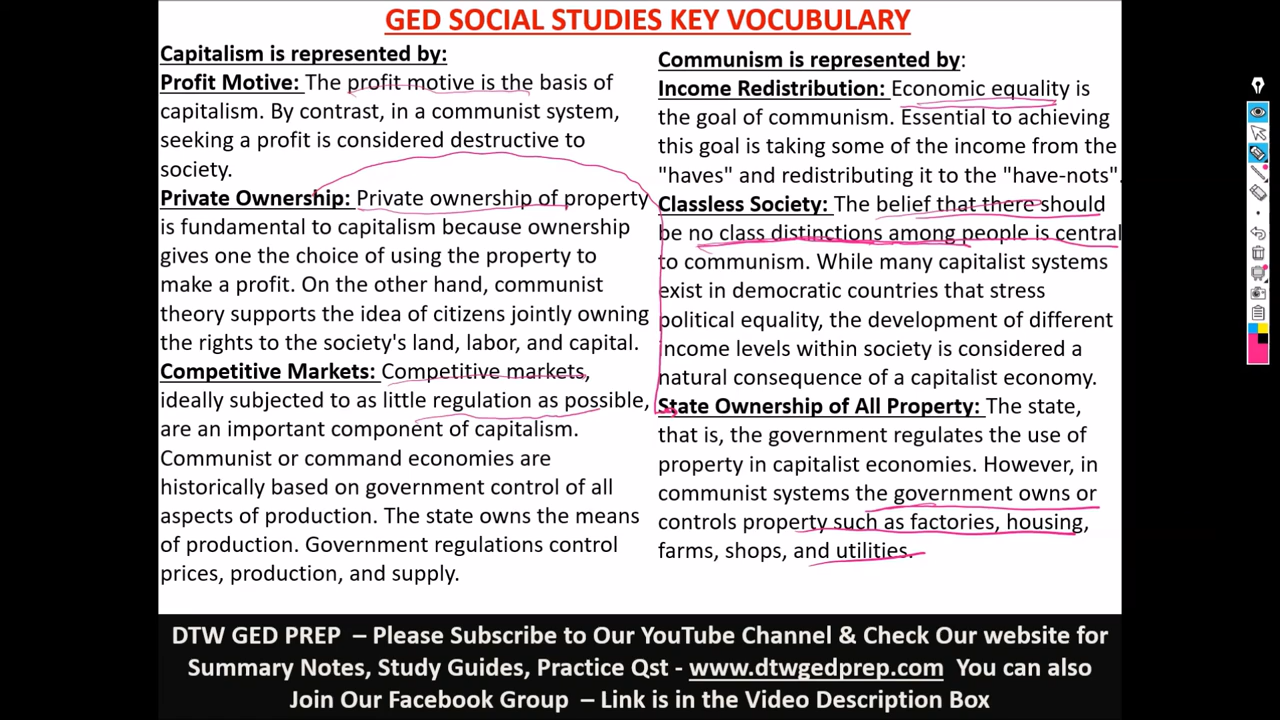 GED SOCIAL STUDIES KEY VOCUBULARY
Capitalism is represented by:
Profit Motive: The profit motive is the basis of
capitalism. By contrast, in a communist system,
seeking a profit is considered destructive to
society.
Private Ownership: Private ownership of property
is fundamental to capitalism because ownership
gives one the choice of using the property to
make a profit. On the other hand, communist
theory supports the idea of citizens jointly owning
the rights to the society's land, labor, and capital.
Competitive Markets: Competitive markets,
ideally subjected to as little regulation as possible,
are an important component of capitalism.
Communist or command economies are
historically based on government control of all
aspects of production. The state owns the means
of production. Government regulations control
prices, production, and supply.
Communism is represented by:
Income Redistribution: Economic equality is
the goal of communism. Essential to achieving
this goal is taking some of the income from the
"haves" and redistributing it to the "have-nots".
Classless Society: The belief that there should
be no class distinctions among people is central
to communism. While many capitalist systems
exist in democratic countries that stress
political equality, the development of different
income levels within society is considered a
natural consequence of a capitalist economy.
State Ownership of All Property: The state,
that is, the government regulates the use of
property in capitalist economies. However, in
communist systems the government owns or
controls property such as factories, housing,
farms, shops, and utilities.
DTW GED PREP – Please Subscribe to Our YouTube Channel & Check Our website for
Summary Notes, Study Guides, Practice Qst - www.dtwgedprep.com You can also
Join Our Facebook Group – Link is in the Video Description Box